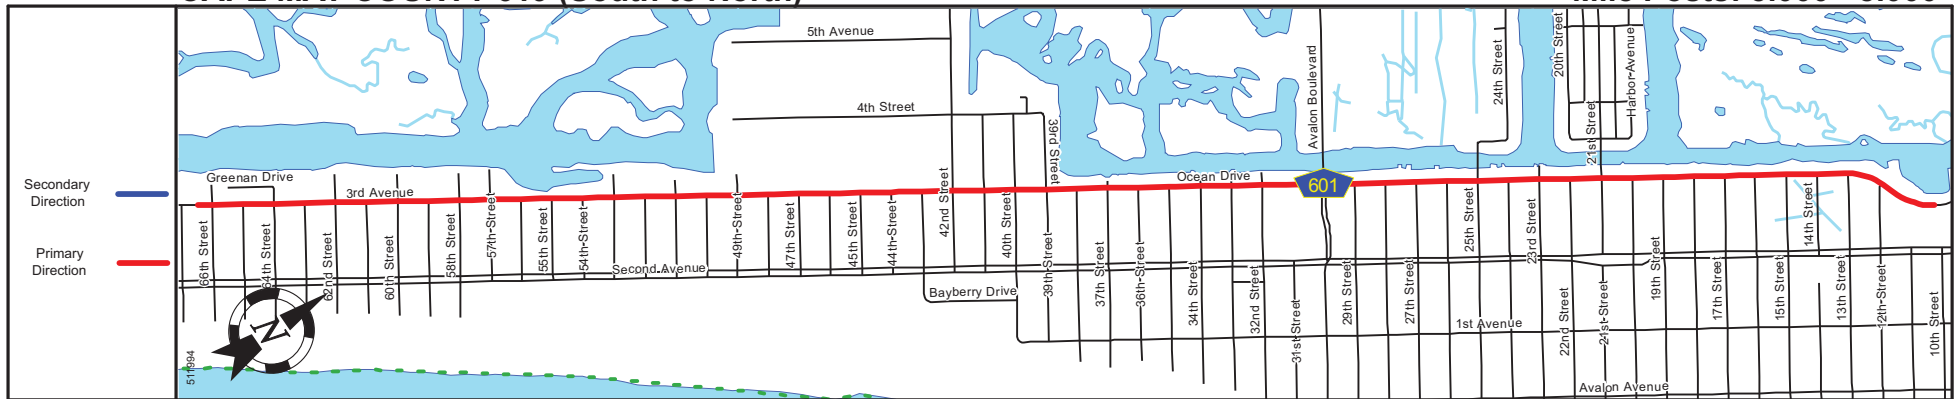 Secondary
Direction
Primary
Direction
5th Avenue
4th Street
39rd Street
Avalon Boulevard
24th Street
20th Street
21st Street
Harbor Avenue
Greenan Drive
3rd Avenue
Ocean Drive
601
66th Street
64th Street
62nd Street
60th Street
58th Street
57th Street
55th Street
54th Street
Second Avenue
49th Street
47th Street
45th Street
44th Street
42nd Street
40th Street
39th Street
Bayberry Drive
37th Street
36th Street
34th Street
32nd Street
31st Street
29th Street
27th Street
25th Street
1st Avenue
23rd Street
22nd Street
21st Street
19th Street
17th Street
15th Street
14th Street
13th Street
12th Street
10th Street
Avalon Avenue
N
511994